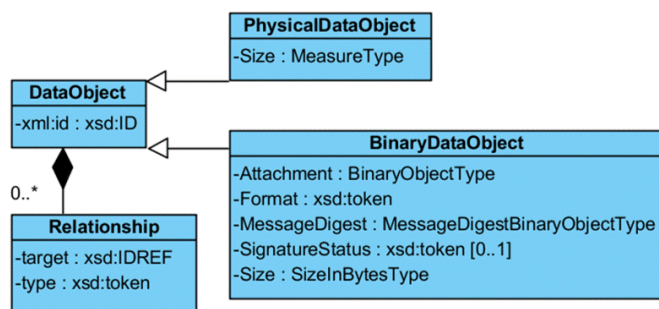 PhysicalDataObject
-Size : MeasureType
DataObject
-xml:id : xsd:ID
BinaryDataObject
-Attachment : BinaryObjectType
-Format : xsd:token
-MessageDigest : MessageDigestBinaryObjectType
-SignatureStatus : xsd:token [0..1]
-Size : SizeInBytesType
0..*
Relationship
-target : xsd:IDREF
-type : xsd:token